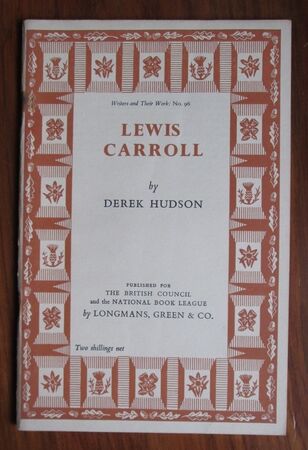 Writers and Their Work: No. 96
LEWIS
CARROLL
by
DEREK HUDSON
PUBLISHED FOR
THE BRITISH COUNCIL
and the NATIONAL BOOK LEAGUE
by LONGMANS, GREEN & CO.
Two shillings net